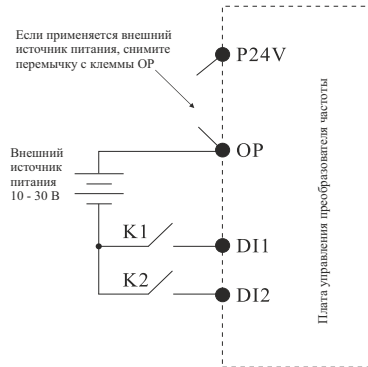 Если применяется внешний
источник питания, снимите
перемычку с клеммы OP
P24V
OP
Внешний
источник
питания
10 - 30 В
K1
DI1
K2
DI2
Плата управления преобразователя частоты